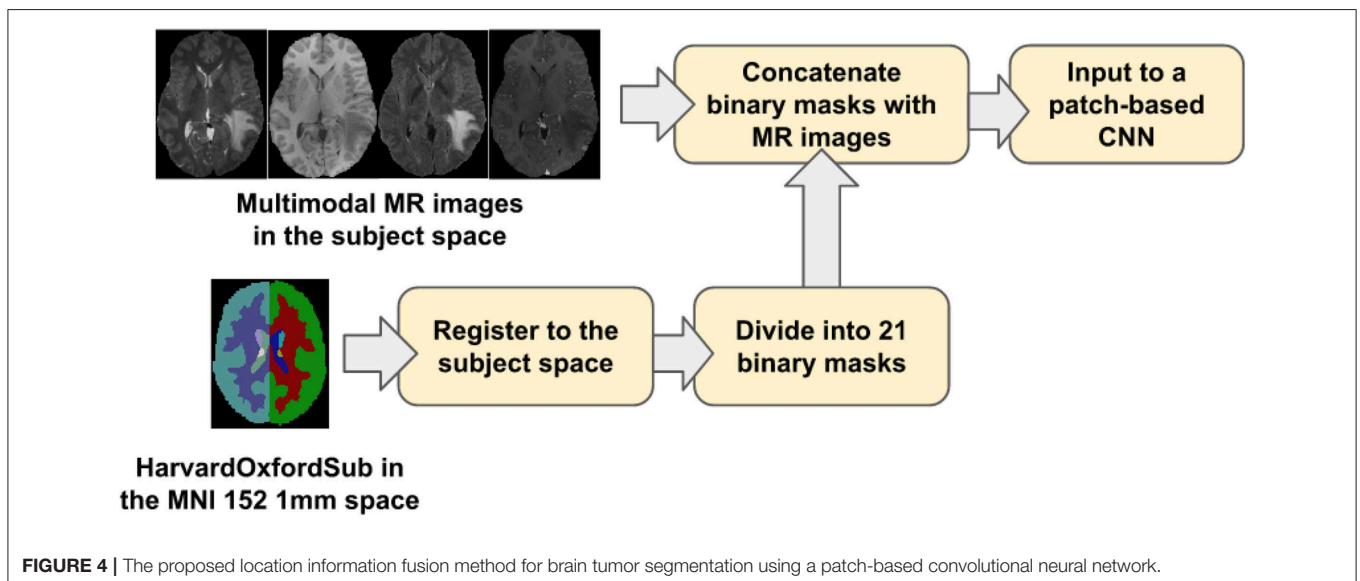 Multimodal MR images
in the subject space
Concatenate
binary masks with
MR images
Input to a
patch-based
CNN
HarvardOxfordSub in
the MNI 152 1mm space
Register to the
subject space
Divide into 21
binary masks
FIGURE 4 | The proposed location information fusion method for brain tumor segmentation using a patch-based convolutional neural network.